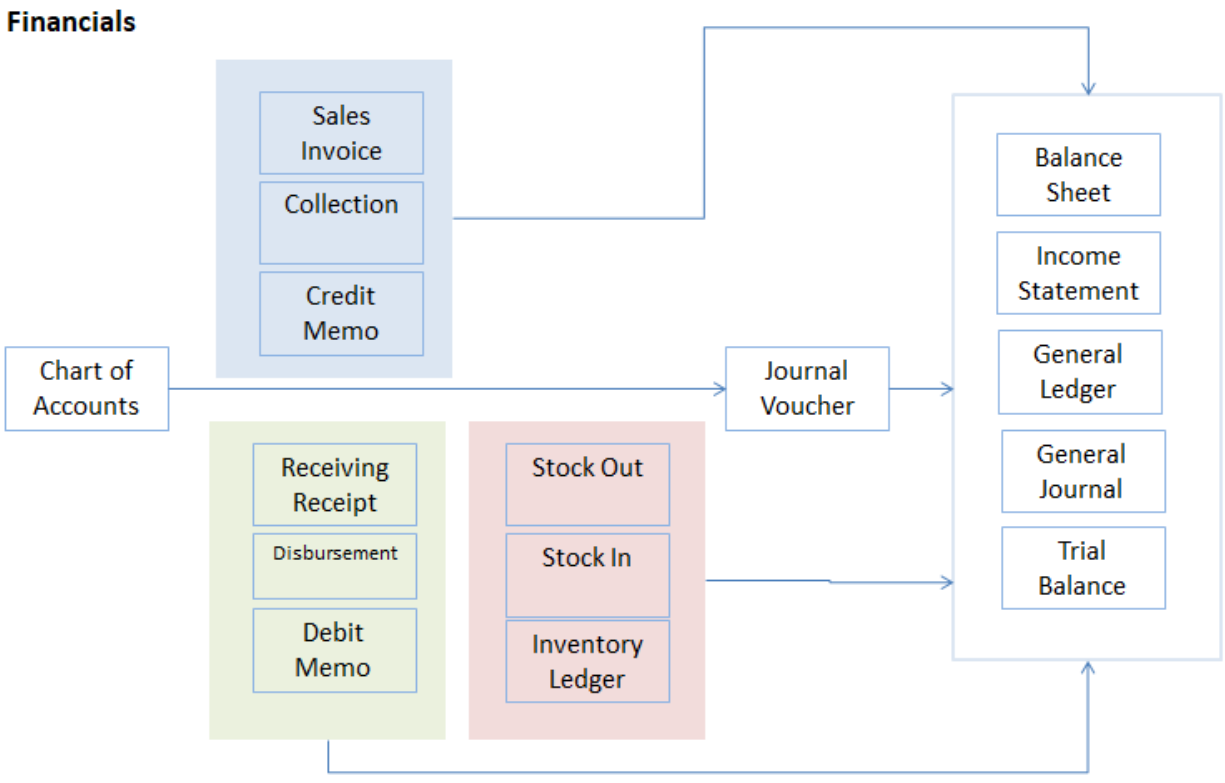 Financials
Sales
Invoice
Collection
Credit
Memo
Chart of
Accounts
Journal
Voucher
Receiving
Receipt
Disbursement
Debit
Memo
Stock Out
Stock In
Inventory
Ledger
Balance
Sheet
Income
Statement
General
Ledger
General
Journal
Trial
Balance